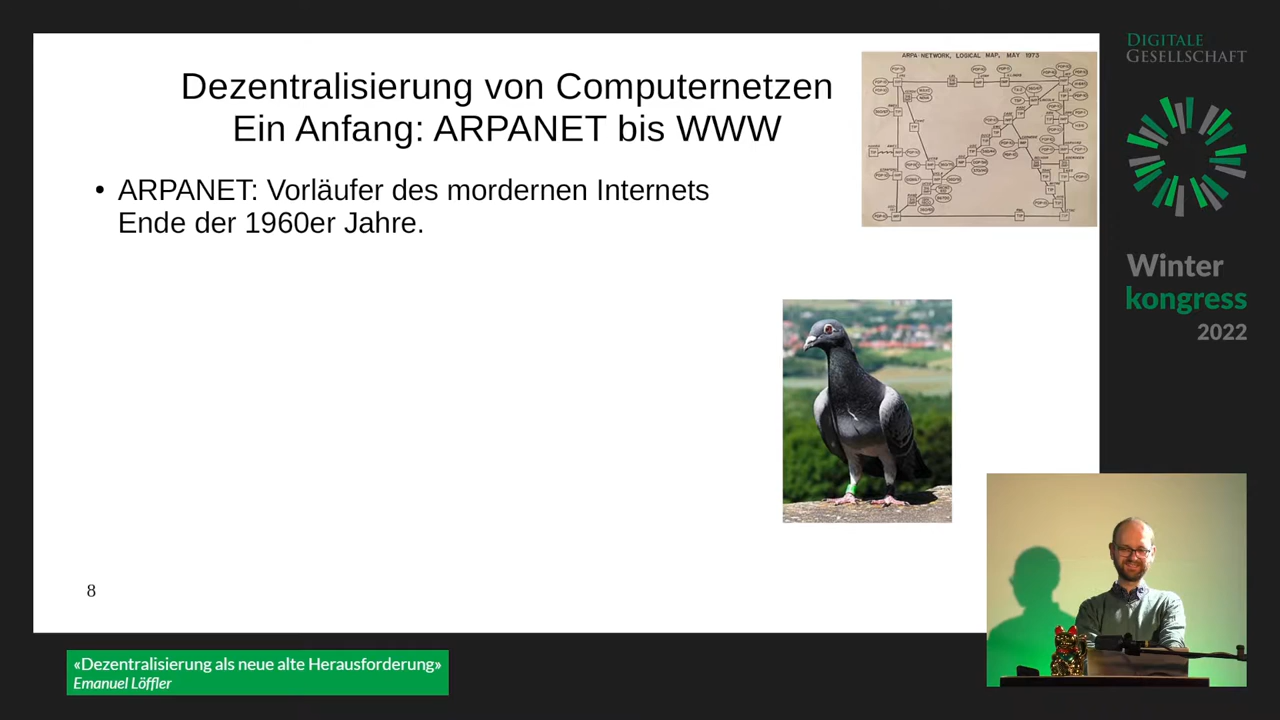 Dezentralisierung von Computernetzen
Ein Anfang: ARPANET bis WWW
• ARPANET: Vorläufer des mordernen Internets
Ende der 1960er Jahre.
8
ARPA NETWORK, LOGICAL MAP, MAY 1973
DIGITALE
GESELLSCHAFT
Winter
kongress
2022
«Dezentralisierung als neue alte Herausforderung»
Emanuel Löffler